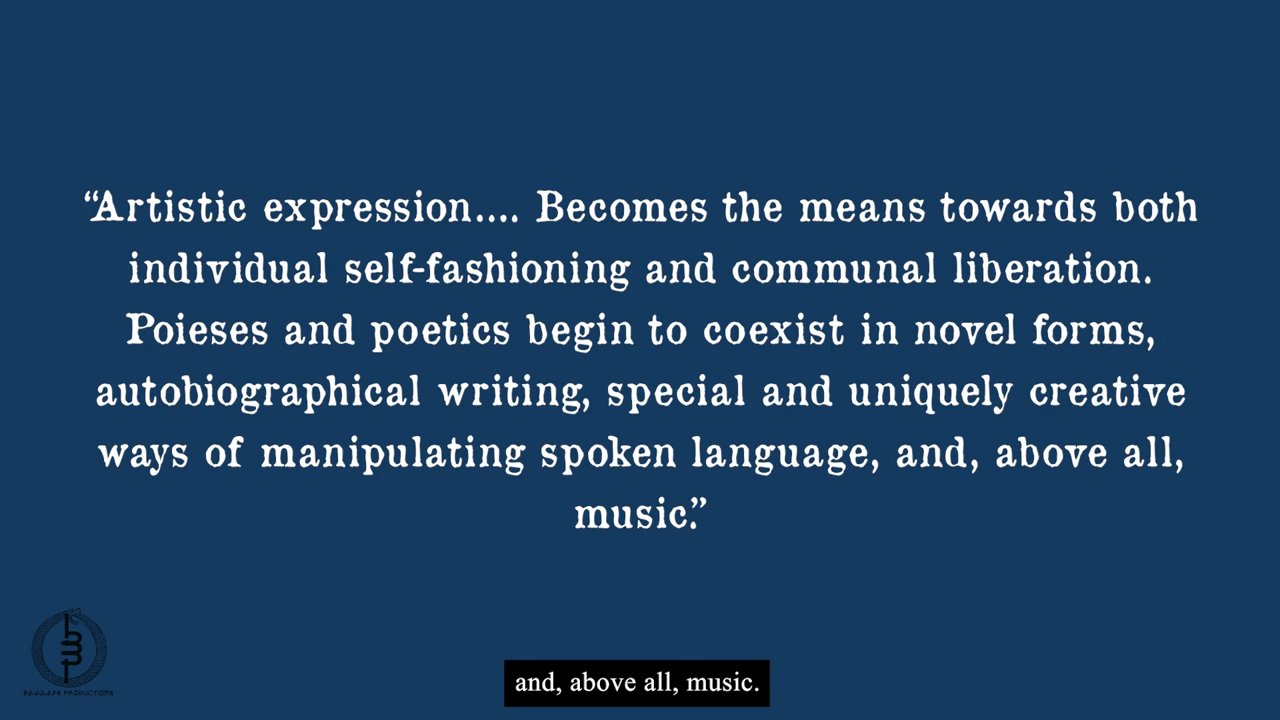 “Artistic expression.... Becomes the means towards both
individual self-fashioning and communal liberation.
Poieses and poetics begin to coexist in novel forms,
autobiographical writing, special and uniquely creative
ways of manipulating spoken language, and, above all,
music.”
and, above all, music.